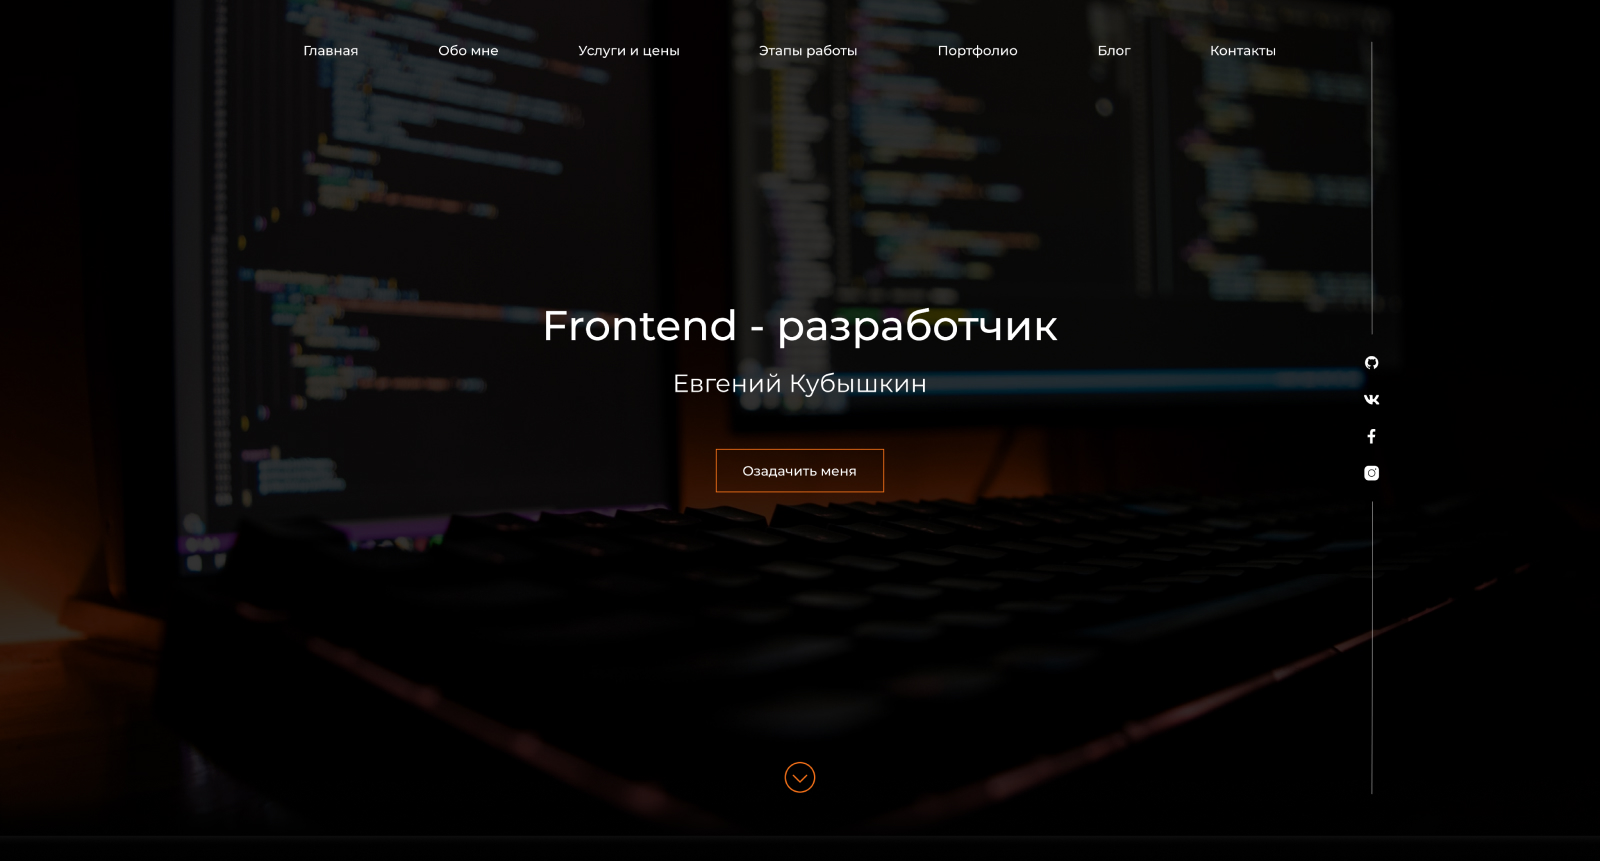 Главная Обо мне Услуги и цены Этапы работы Портфолио Блог Контакты
Frontend - разработчик
Евгений Кубышкин
Озадачить меня